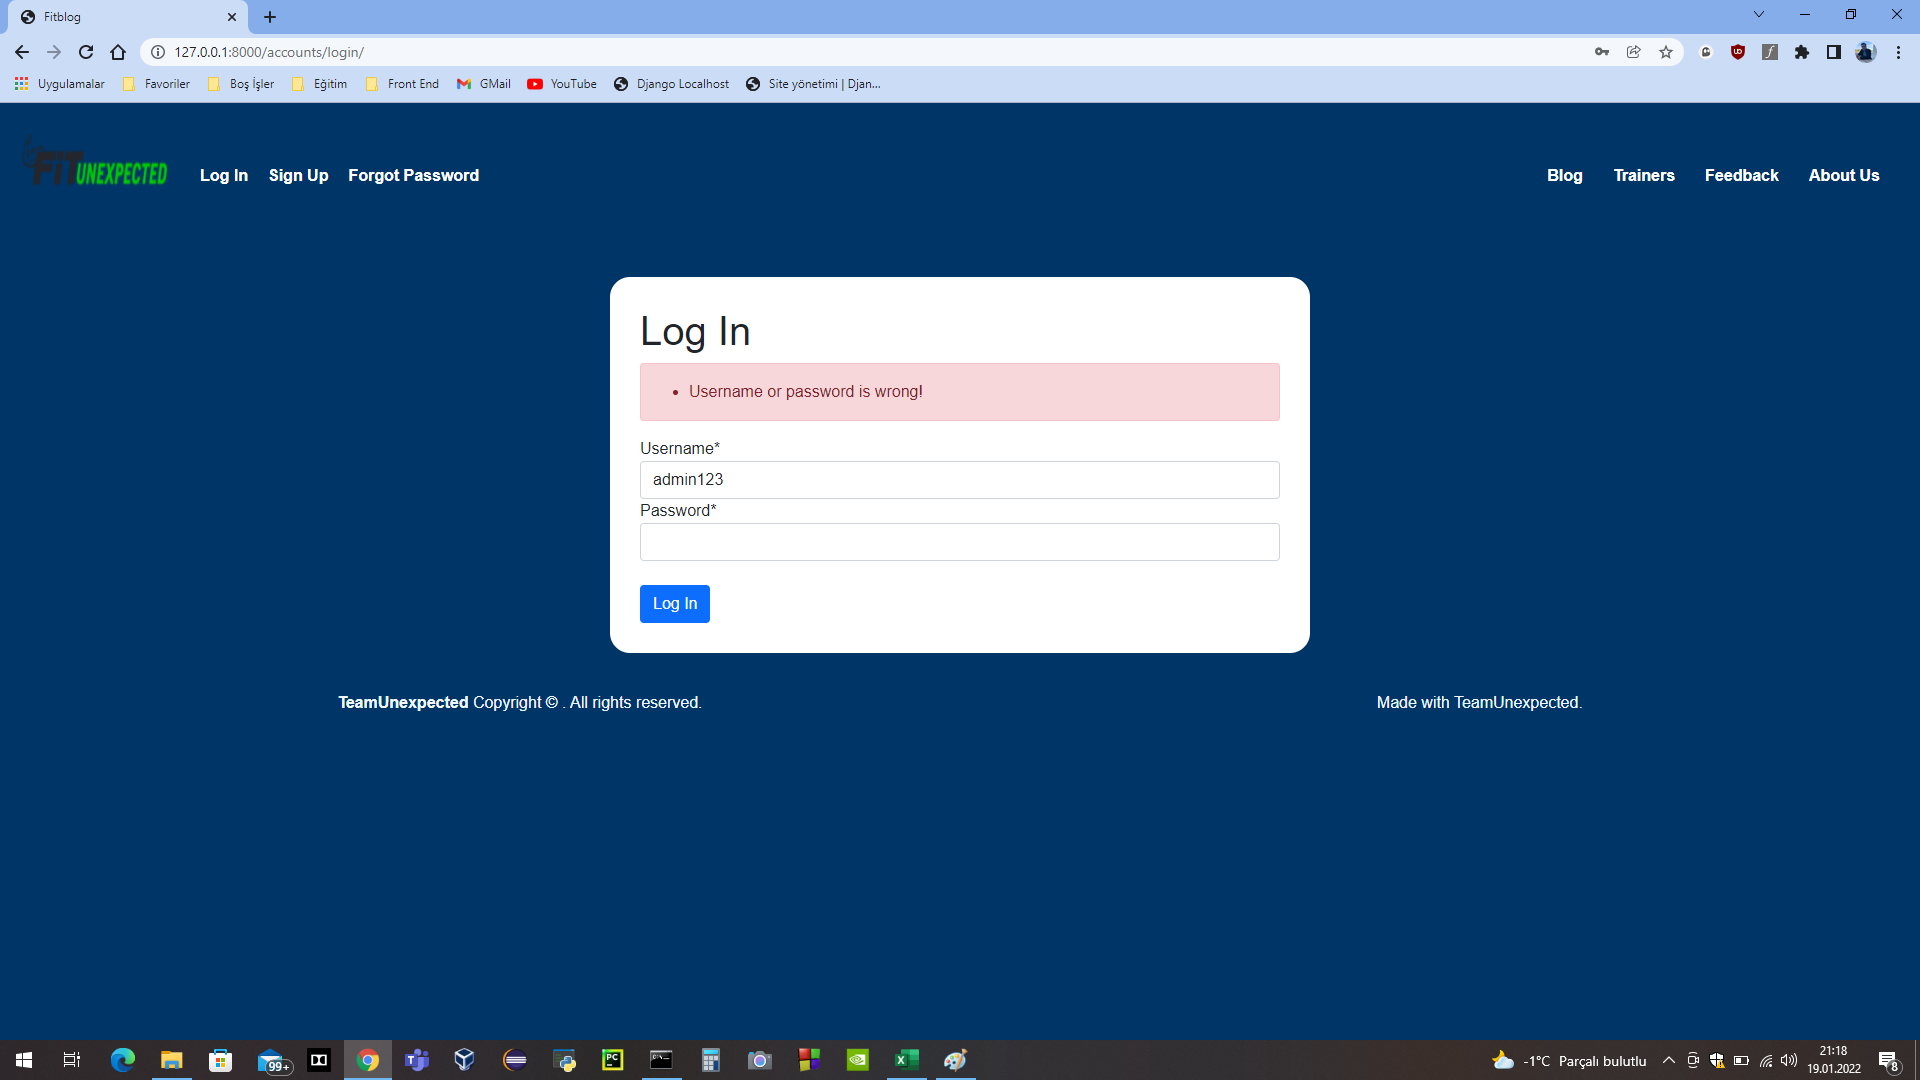 Fitblog
127.0.0.1:8000/accounts/login/
Uygulamalar Favoriler Boş İşler Eğitim Front End GMail YouTube Django Localhost Site yönetimi | Djan...
FiT UNEXPECTED Log In Sign Up Forgot Password Blog Trainers Feedback About Us
Log In
Username or password is wrong!
Username*
admin123
Password*
Log In
TeamUnexpected Copyright © . All rights reserved. Made with TeamUnexpected.
99+ -1°C Parçalı bulutlu 21:18
19.01.2022 8